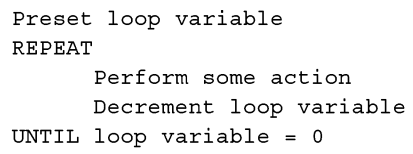 Preset loop variable
REPEAT
Perform some action
Decrement loop variable
UNTIL loop variable = 0